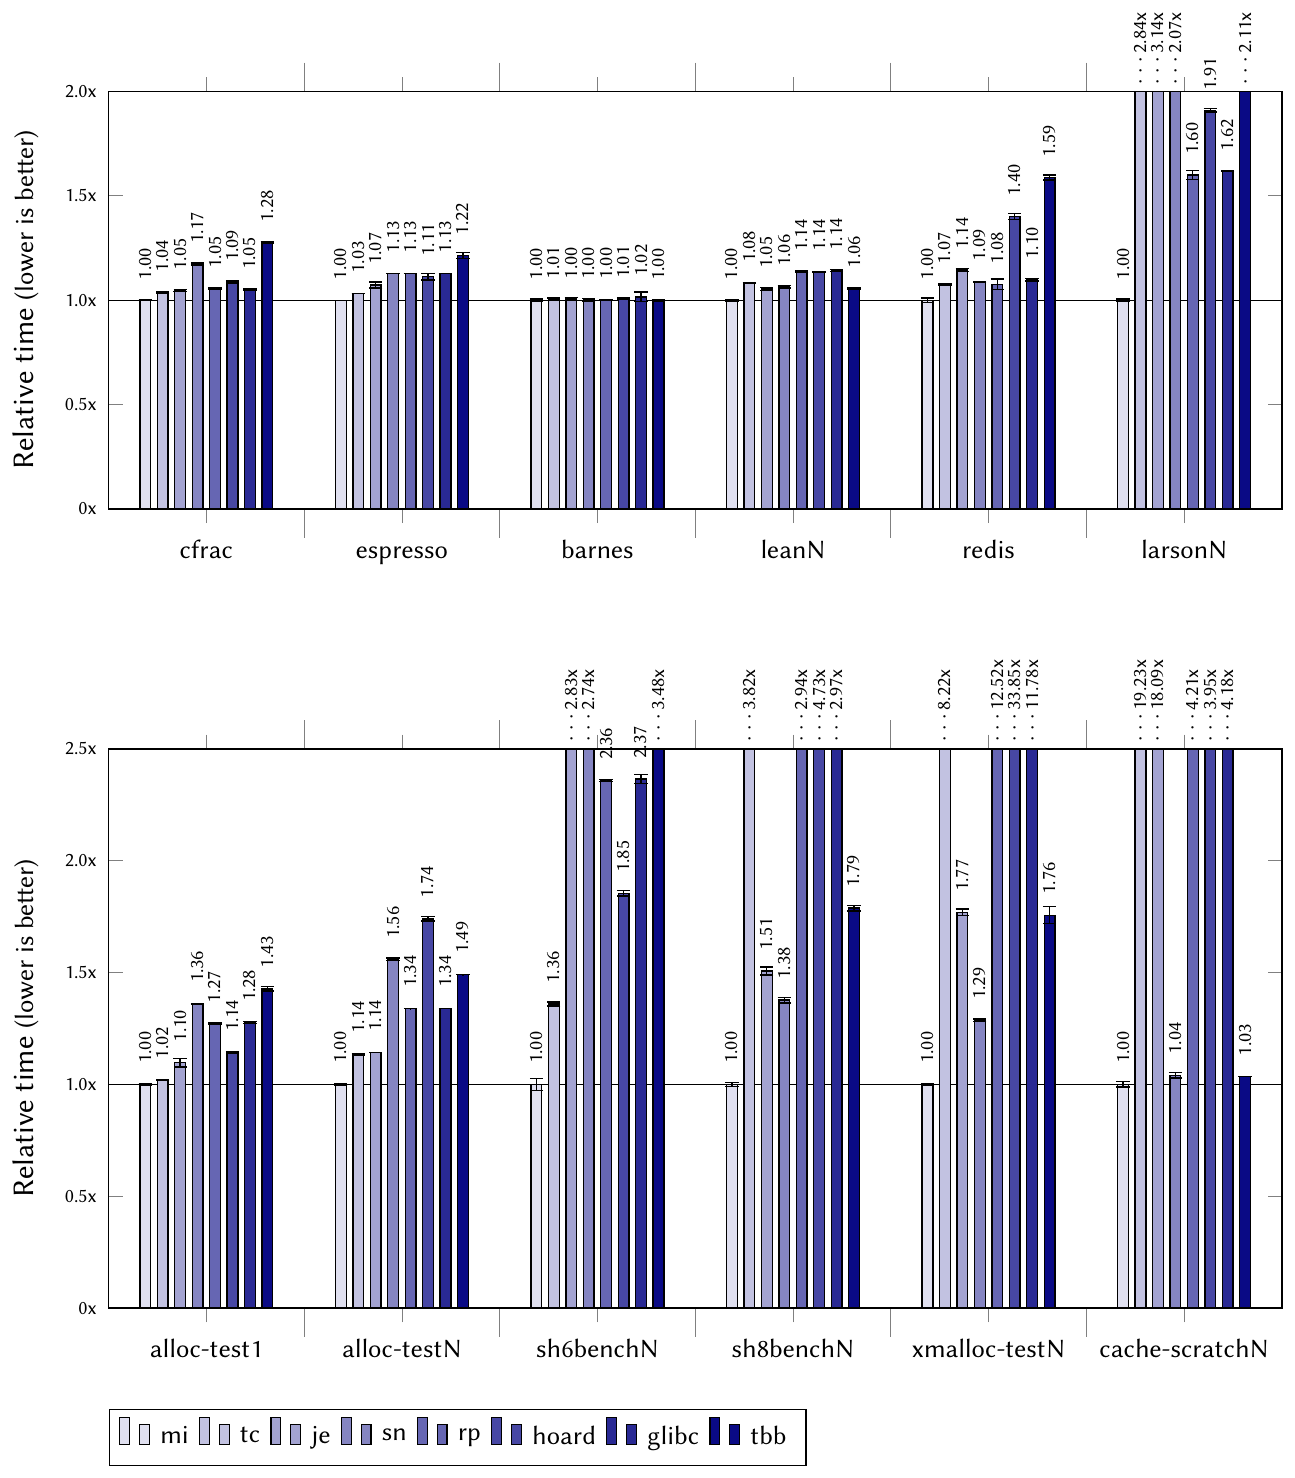 · · · 2.84x
· · · 3.14x
· · · 2.07x
· · · 2.11x
Relative time (lower is better)
2.0x
1.5x
1.0x
0.5x
0x
1.00 1.04 1.05 1.17 1.05 1.09 1.05 1.28
1.00 1.03 1.07 1.13 1.13 1.11 1.13 1.22
1.00 1.01 1.00 1.00 1.00 1.01 1.02 1.00
1.00 1.08 1.05 1.06 1.14 1.14 1.14 1.06
1.00 1.07 1.14 1.09 1.08 1.40 1.10 1.59
1.00 1.60 1.91 1.62
cfrac espresso barnes leanN redis larsonN
· · · 2.83x
· · · 2.74x
· · · 3.48x
· · · 3.82x
· · · 2.94x
· · · 4.73x
· · · 2.97x
· · · 8.22x
· · · 12.52x
· · · 33.85x
· · · 11.78x
· · · 19.23x
· · · 18.09x
· · · 4.21x
· · · 3.95x
· · · 4.18x
Relative time (lower is better)
2.5x
2.0x
1.5x
1.0x
0.5x
0x
1.00 1.02 1.10 1.36 1.27 1.14 1.28 1.43
1.00 1.14 1.14 1.56 1.34 1.74 1.34 1.49
1.00 1.36 2.36 1.85 2.37
1.00 1.51 1.38 1.79
1.00 1.77 1.29 1.76
1.00 1.04 1.03
alloc-test1 alloc-testN sh6benchN sh8benchN xmalloc-testN cache-scratchN
mi tc je sn rp hoard glibc tbb